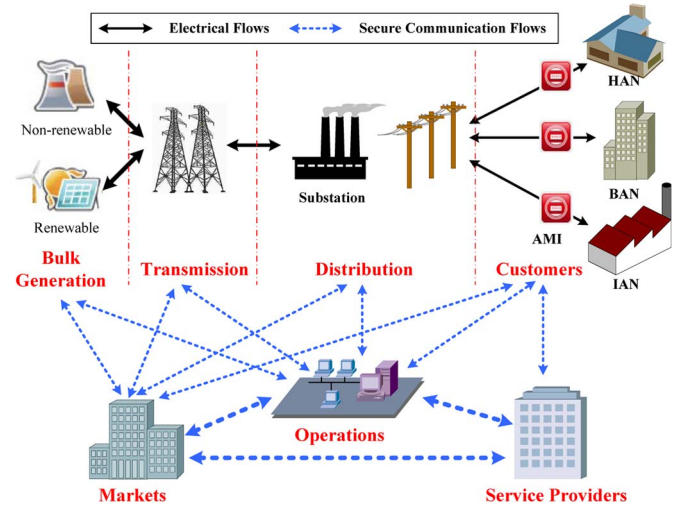 Electrical Flows
Secure Communication Flows
Non-renewable
Renewable
Substation
HAN
BAN
AMI
IAN
Bulk
Generation
Transmission
Distribution
Customers
Operations
Markets
Service Providers